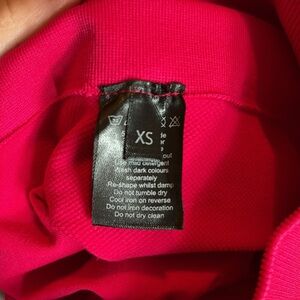 XS
out
Use mild detergent
Wash dark colours
separately
Re-shape whilst damp
Do not tumble dry
Cool iron on reverse
Do not iron decoration
Do not dry clean